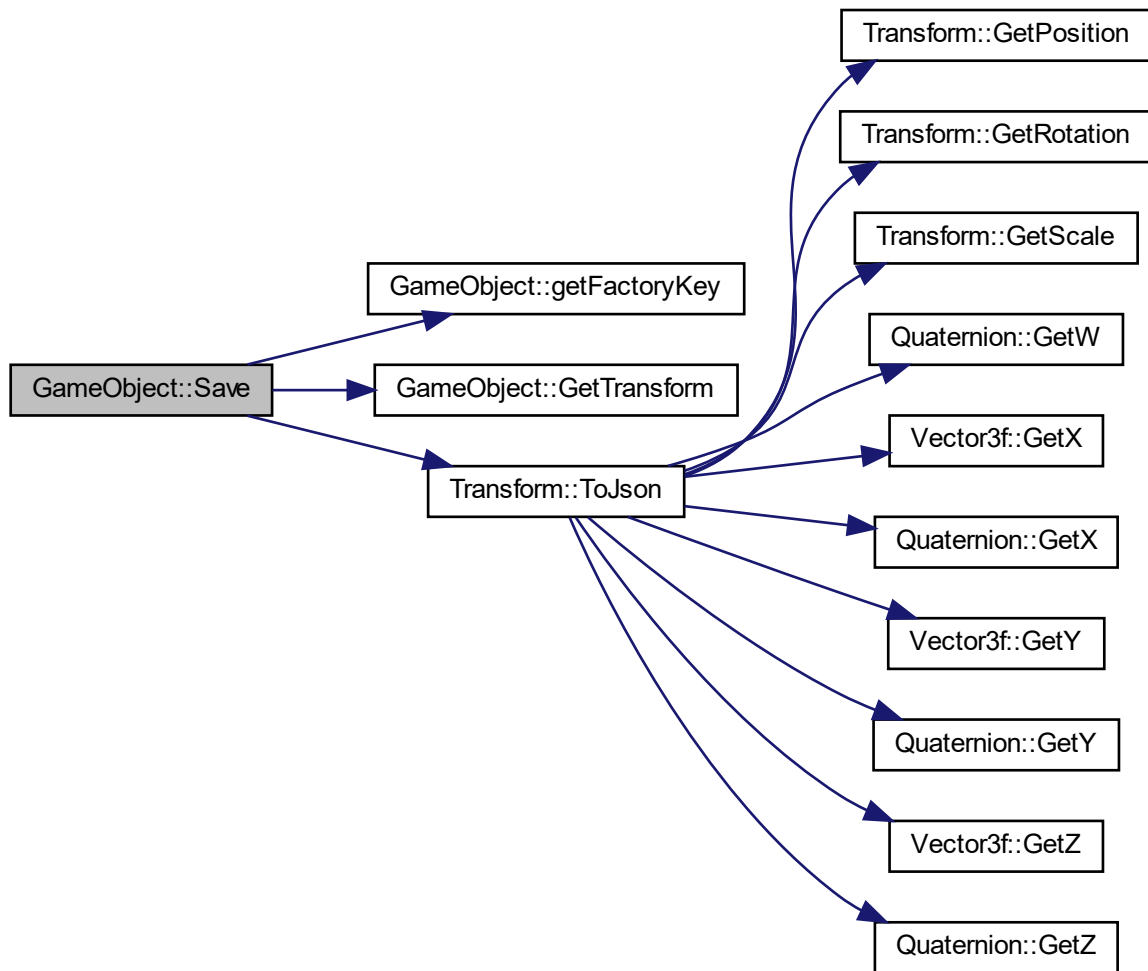 Transform::GetPosition
Transform::GetRotation
Transform::GetScale
GameObject::getFactoryKey
Quaternion::GetW
GameObject::Save
GameObject::GetTransform
Vector3f::GetX
Transform::ToJson
Quaternion::GetX
Vector3f::GetY
Quaternion::GetY
Vector3f::GetZ
Quaternion::GetZ